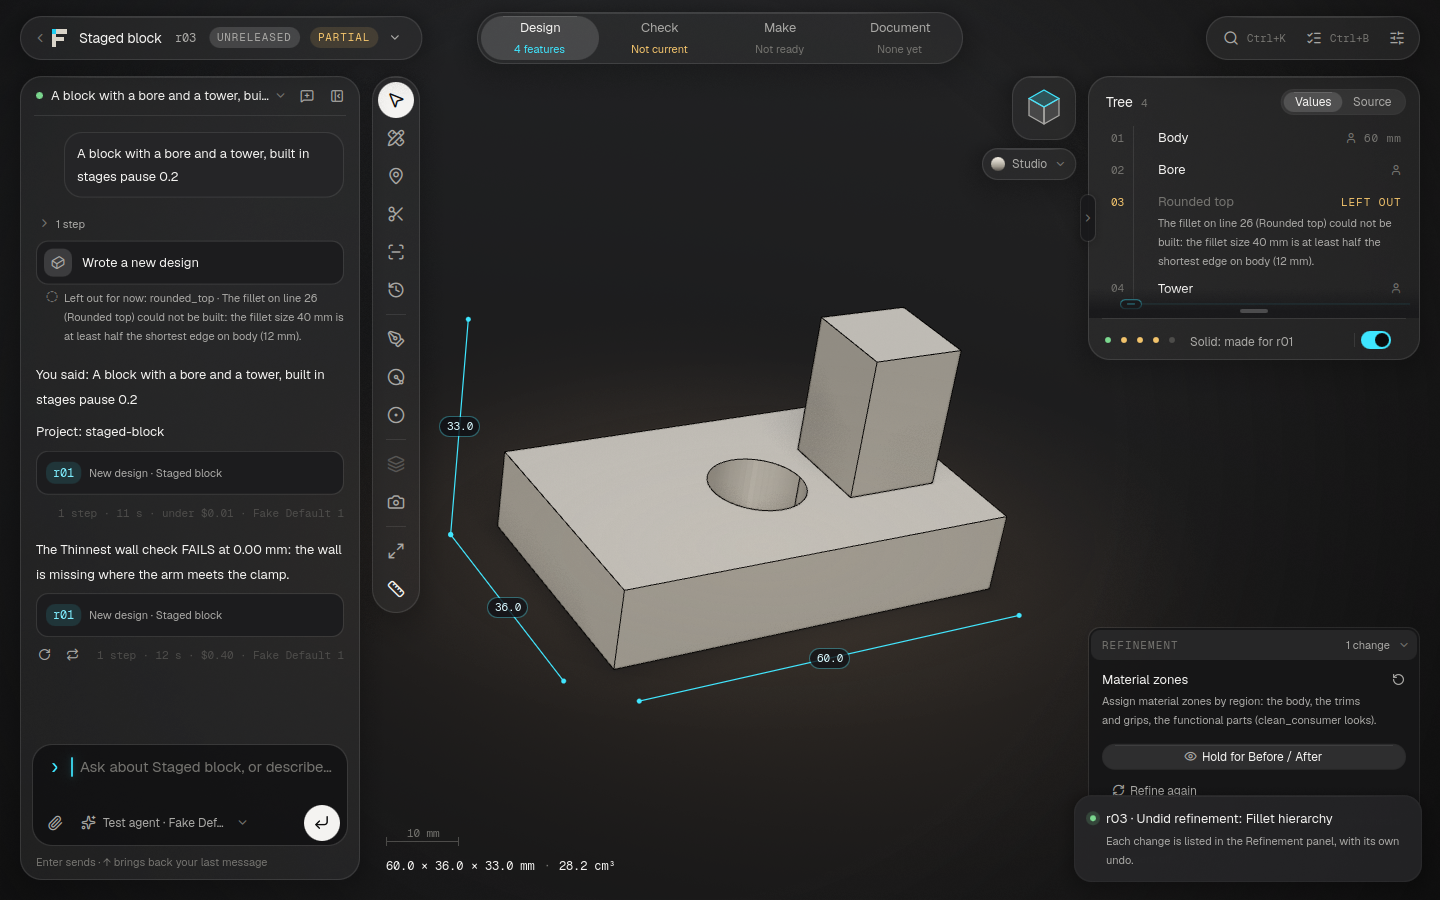 Staged block r03 UNRELEASED PARTIAL
Design
4 features
Check
Not current
Make
Not ready
Document
None yet
Ctrl+K
Ctrl+B
A block with a bore and a tower, bui...
A block with a bore and a tower, built in
stages pause 0.2
1 step
Wrote a new design
Left out for now: rounded_top · The fillet on line 26
(Rounded top) could not be built: the fillet size 40 mm is
at least half the shortest edge on body (12 mm).
You said: A block with a bore and a tower, built in
stages pause 0.2
Project: staged-block
r01 New design · Staged block
1 step · 11 s · under $0.01 · Fake Default 1
The Thinnest wall check FAILS at 0.00 mm: the wall
is missing where the arm meets the clamp.
r01 New design · Staged block
1 step · 12 s · $0.40 · Fake Default 1
Ask about Staged block, or describe...
Test agent · Fake Def...
Enter sends · ↑ brings back your last message
33.0
36.0
60.0
10 mm
60.0 × 36.0 × 33.0 mm · 28.2 cm³
Studio
Tree 4
Values
Source
01 Body 60 mm
02 Bore
03 Rounded top LEFT OUT
The fillet on line 26 (Rounded top) could not be
built: the fillet size 40 mm is at least half the
shortest edge on body (12 mm).
04 Tower
Solid: made for r01
REFINEMENT 1 change
Material zones
Assign material zones by region: the body, the trims
and grips, the functional parts (clean_consumer looks).
Hold for Before / After
Refine again
r03 · Undid refinement: Fillet hierarchy
Each change is listed in the Refinement panel, with its own
undo.